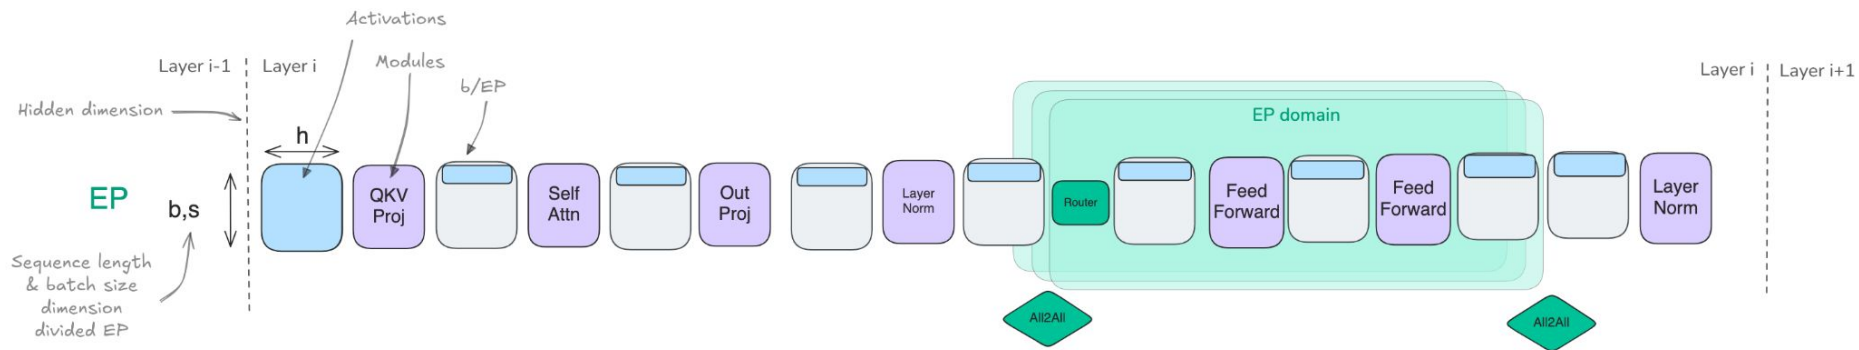 Activations
Modules
b/EP
Layer i-1
Layer i
Hidden dimension
h
EP
b,s
Sequence length
& batch size
dimension
divided EP
QKV
Proj
Self
Attn
Out
Proj
Layer
Norm
EP domain
Router
Feed
Forward
Feed
Forward
Layer
Norm
Layer i
Layer i+1
All2All
All2All